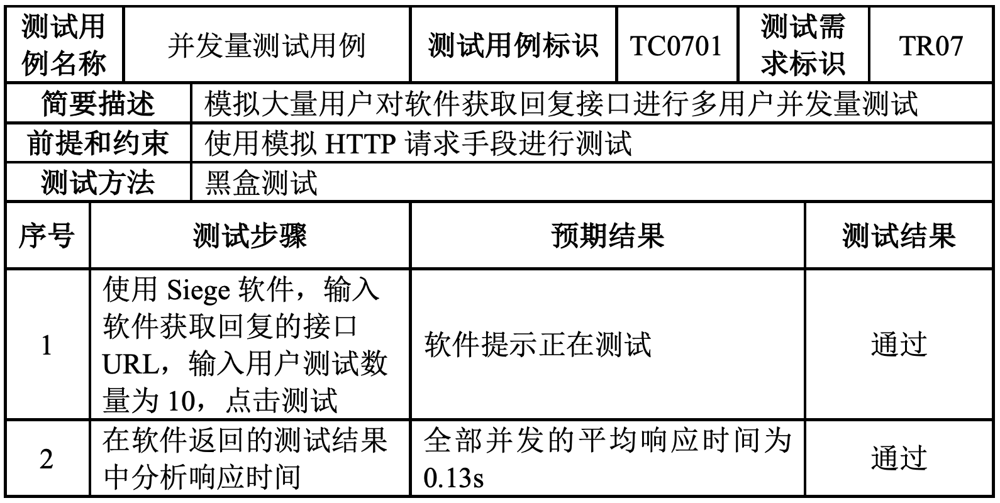 测试用
例名称
并发量测试用例
测试用例标识
TC0701
测试需
求标识
TR07
简要描述
模拟大量用户对软件获取回复接口进行多用户并发量测试
前提和约束
使用模拟 HTTP 请求手段进行测试
测试方法
黑盒测试
序号
测试步骤
预期结果
测试结果
1
使用 Siege 软件，输入
软件获取回复的接口
URL，输入用户测试数
量为 10，点击测试
软件提示正在测试
通过
2
在软件返回的测试结果
中分析响应时间
全部并发的平均响应时间为
0.13s
通过